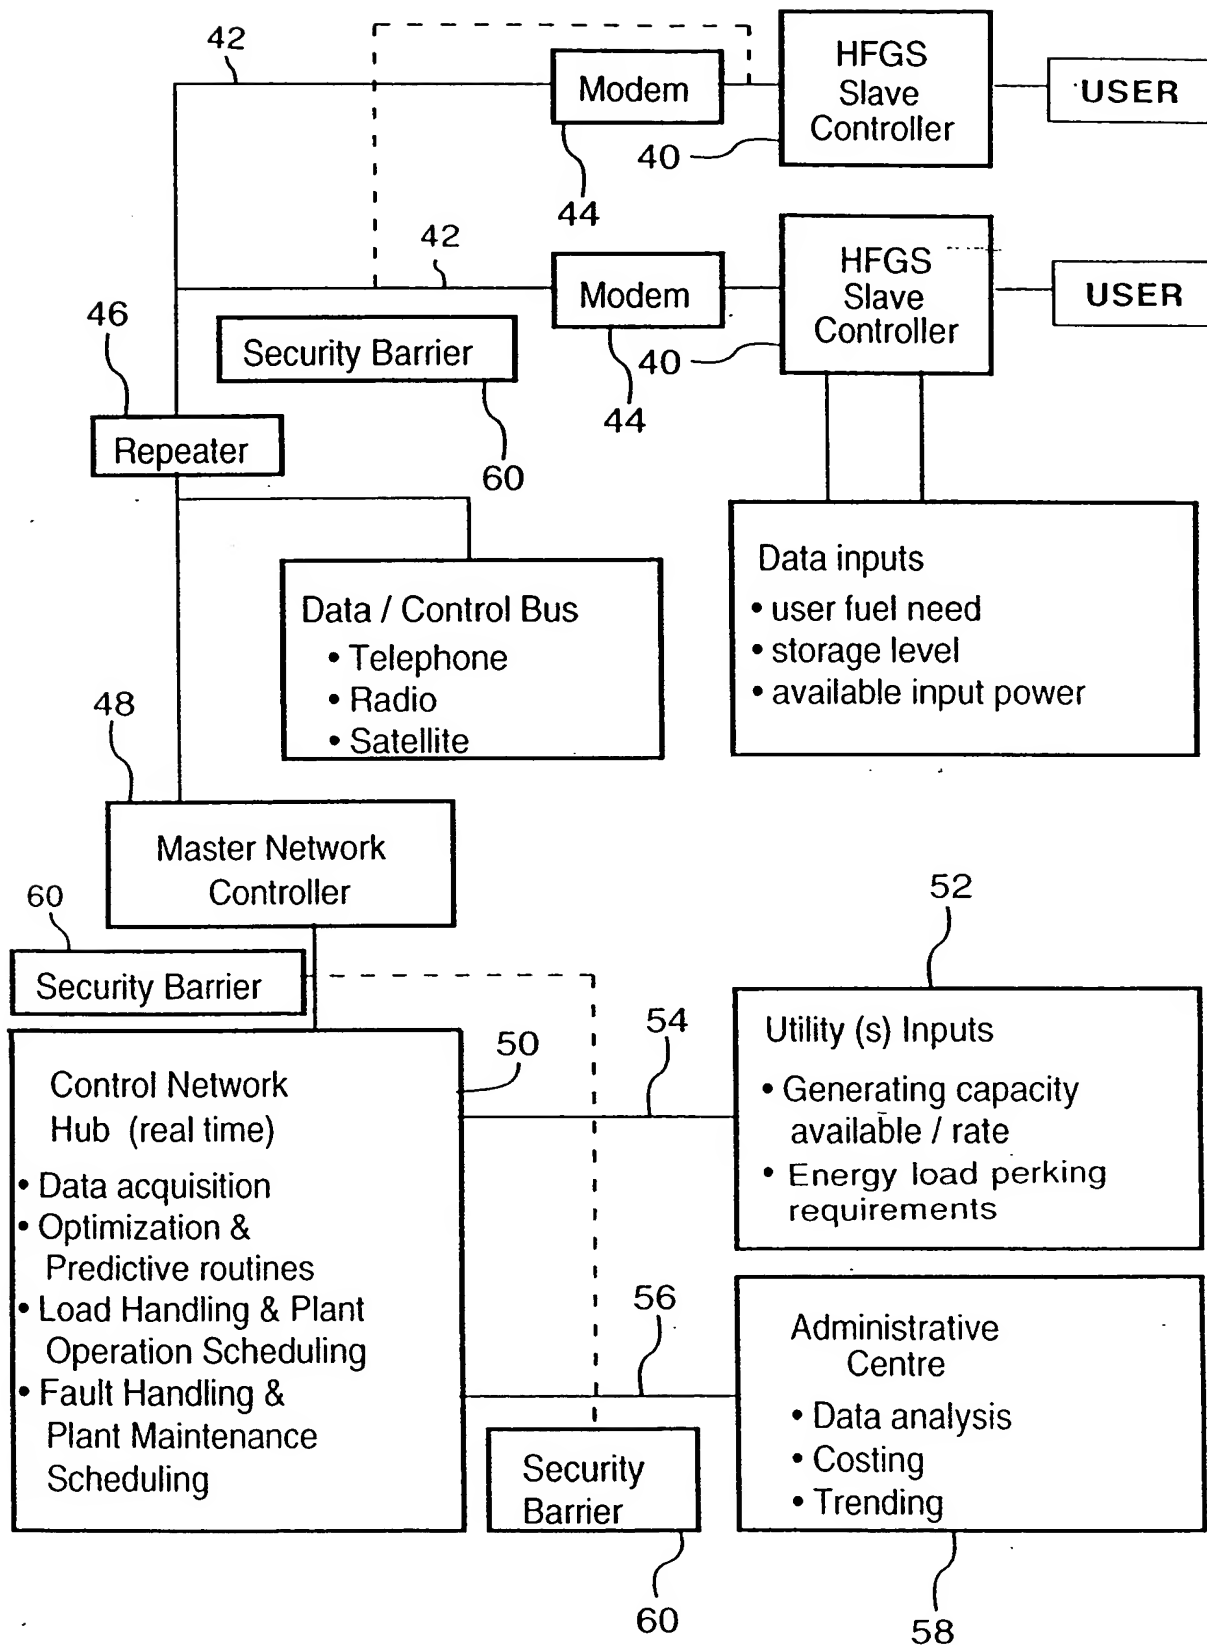 42
Modem
HFGS
Slave
Controller
USER
40
44
42
Modem
HFGS
Slave
Controller
USER
40
44
46
Security Barrier
60
Repeater
Data / Control Bus
• Telephone
• Radio
• Satellite
Data inputs
• user fuel need
• storage level
• available input power
48
Master Network
Controller
60
Security Barrier
52
50
54
Control Network
Hub (real time)
• Data acquisition
• Optimization &
Predictive routines
• Load Handling & Plant
Operation Scheduling
• Fault Handling &
Plant Maintenance
Scheduling
Utility (s) Inputs
• Generating capacity
available / rate
• Energy load perking
requirements
56
Administrative
Centre
• Data analysis
• Costing
• Trending
Security
Barrier
60
58